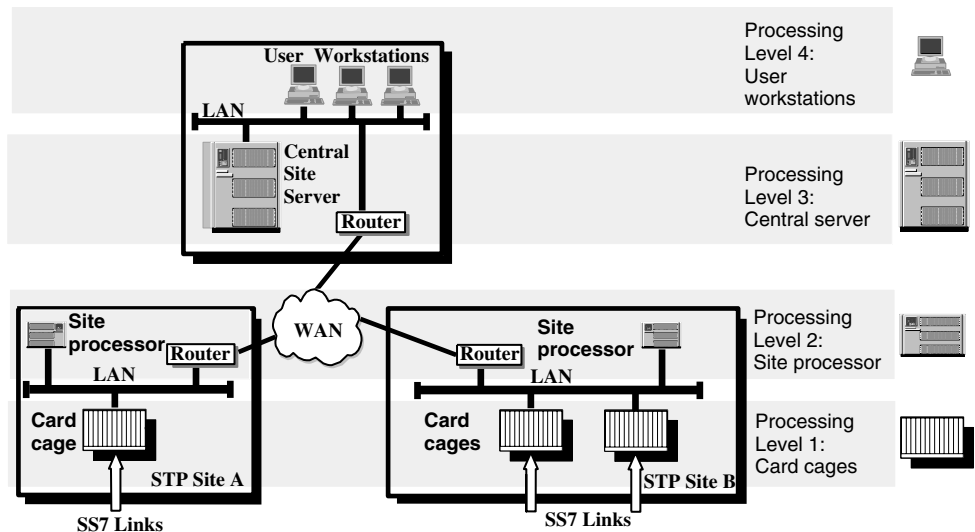 User Workstations
LAN
Central
Site
Server
Router
Processing
Level 4:
User
workstations
Processing
Level 3:
Central server
WAN
Site
processor
Router
LAN
Card
cage
STP Site A
SS7 Links
Site
processor
Router
LAN
Card
cages
STP Site B
SS7 Links
Processing
Level 2:
Site processor
Processing
Level 1:
Card cages